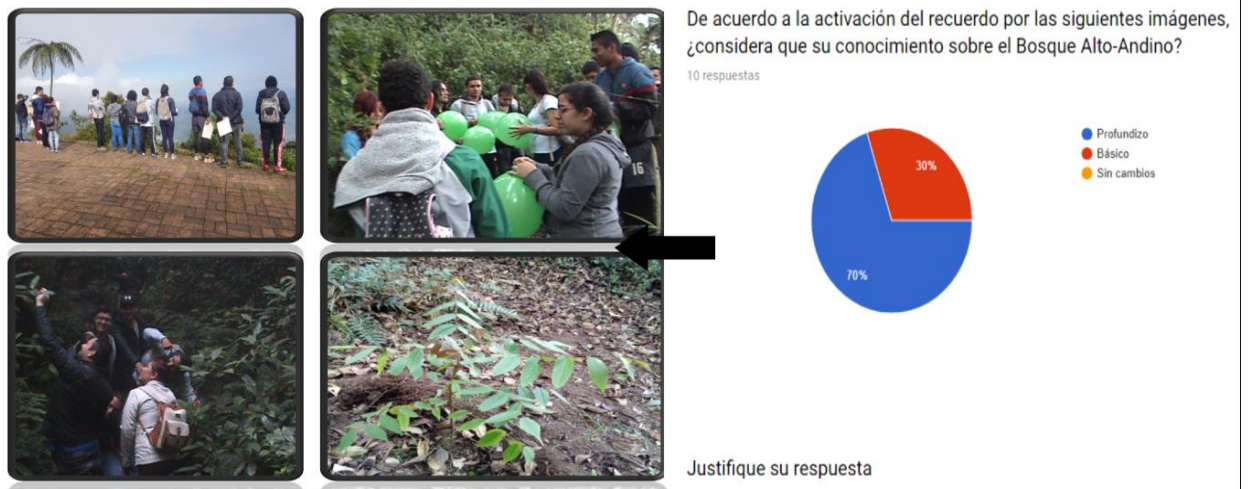 De acuerdo a la activación del recuerdo por las siguientes imágenes,
¿considera que su conocimiento sobre el Bosque Alto-Andino?
10 respuestas
Profundizo
Básico
Sin cambios
30%
70%
16
Justifique su respuesta